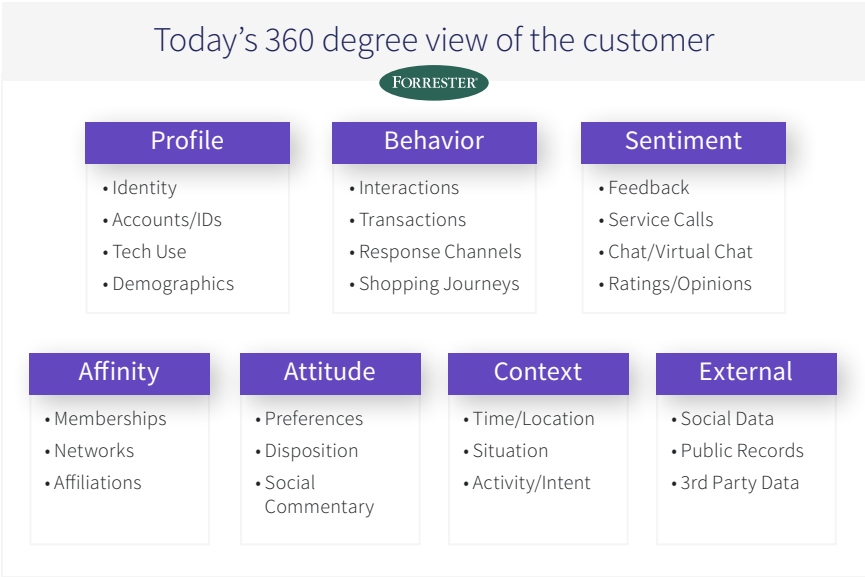 Today’s 360 degree view of the customer
FORRESTER®
Profile
• Identity
• Accounts/IDs
• Tech Use
• Demographics
Behavior
• Interactions
• Transactions
• Response Channels
• Shopping Journeys
Sentiment
• Feedback
• Service Calls
• Chat/Virtual Chat
• Ratings/Opinions
Affinity
• Memberships
• Networks
• Affiliations
Attitude
• Preferences
• Disposition
• Social
Commentary
Context
• Time/Location
• Situation
• Activity/Intent
External
• Social Data
• Public Records
• 3rd Party Data